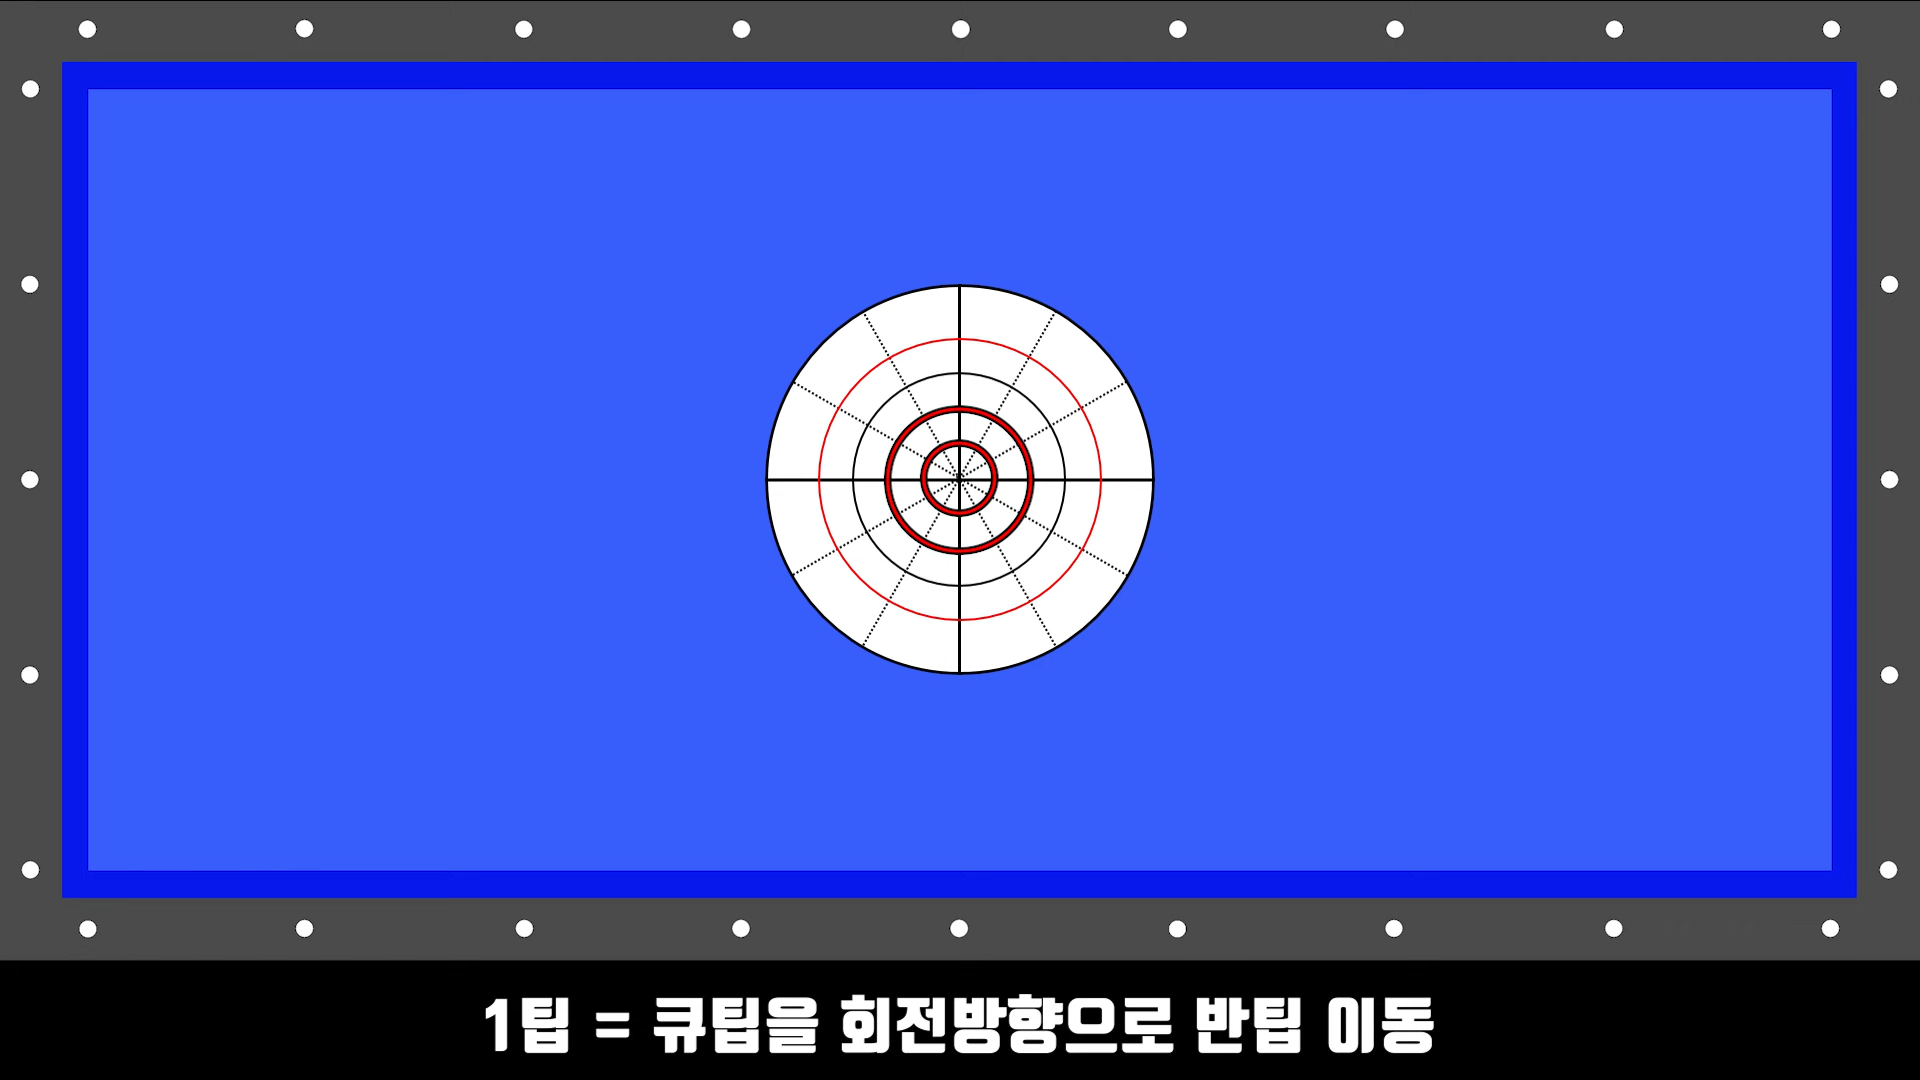 1팁 = 큐팁을 회전방향으로 반팁 이동